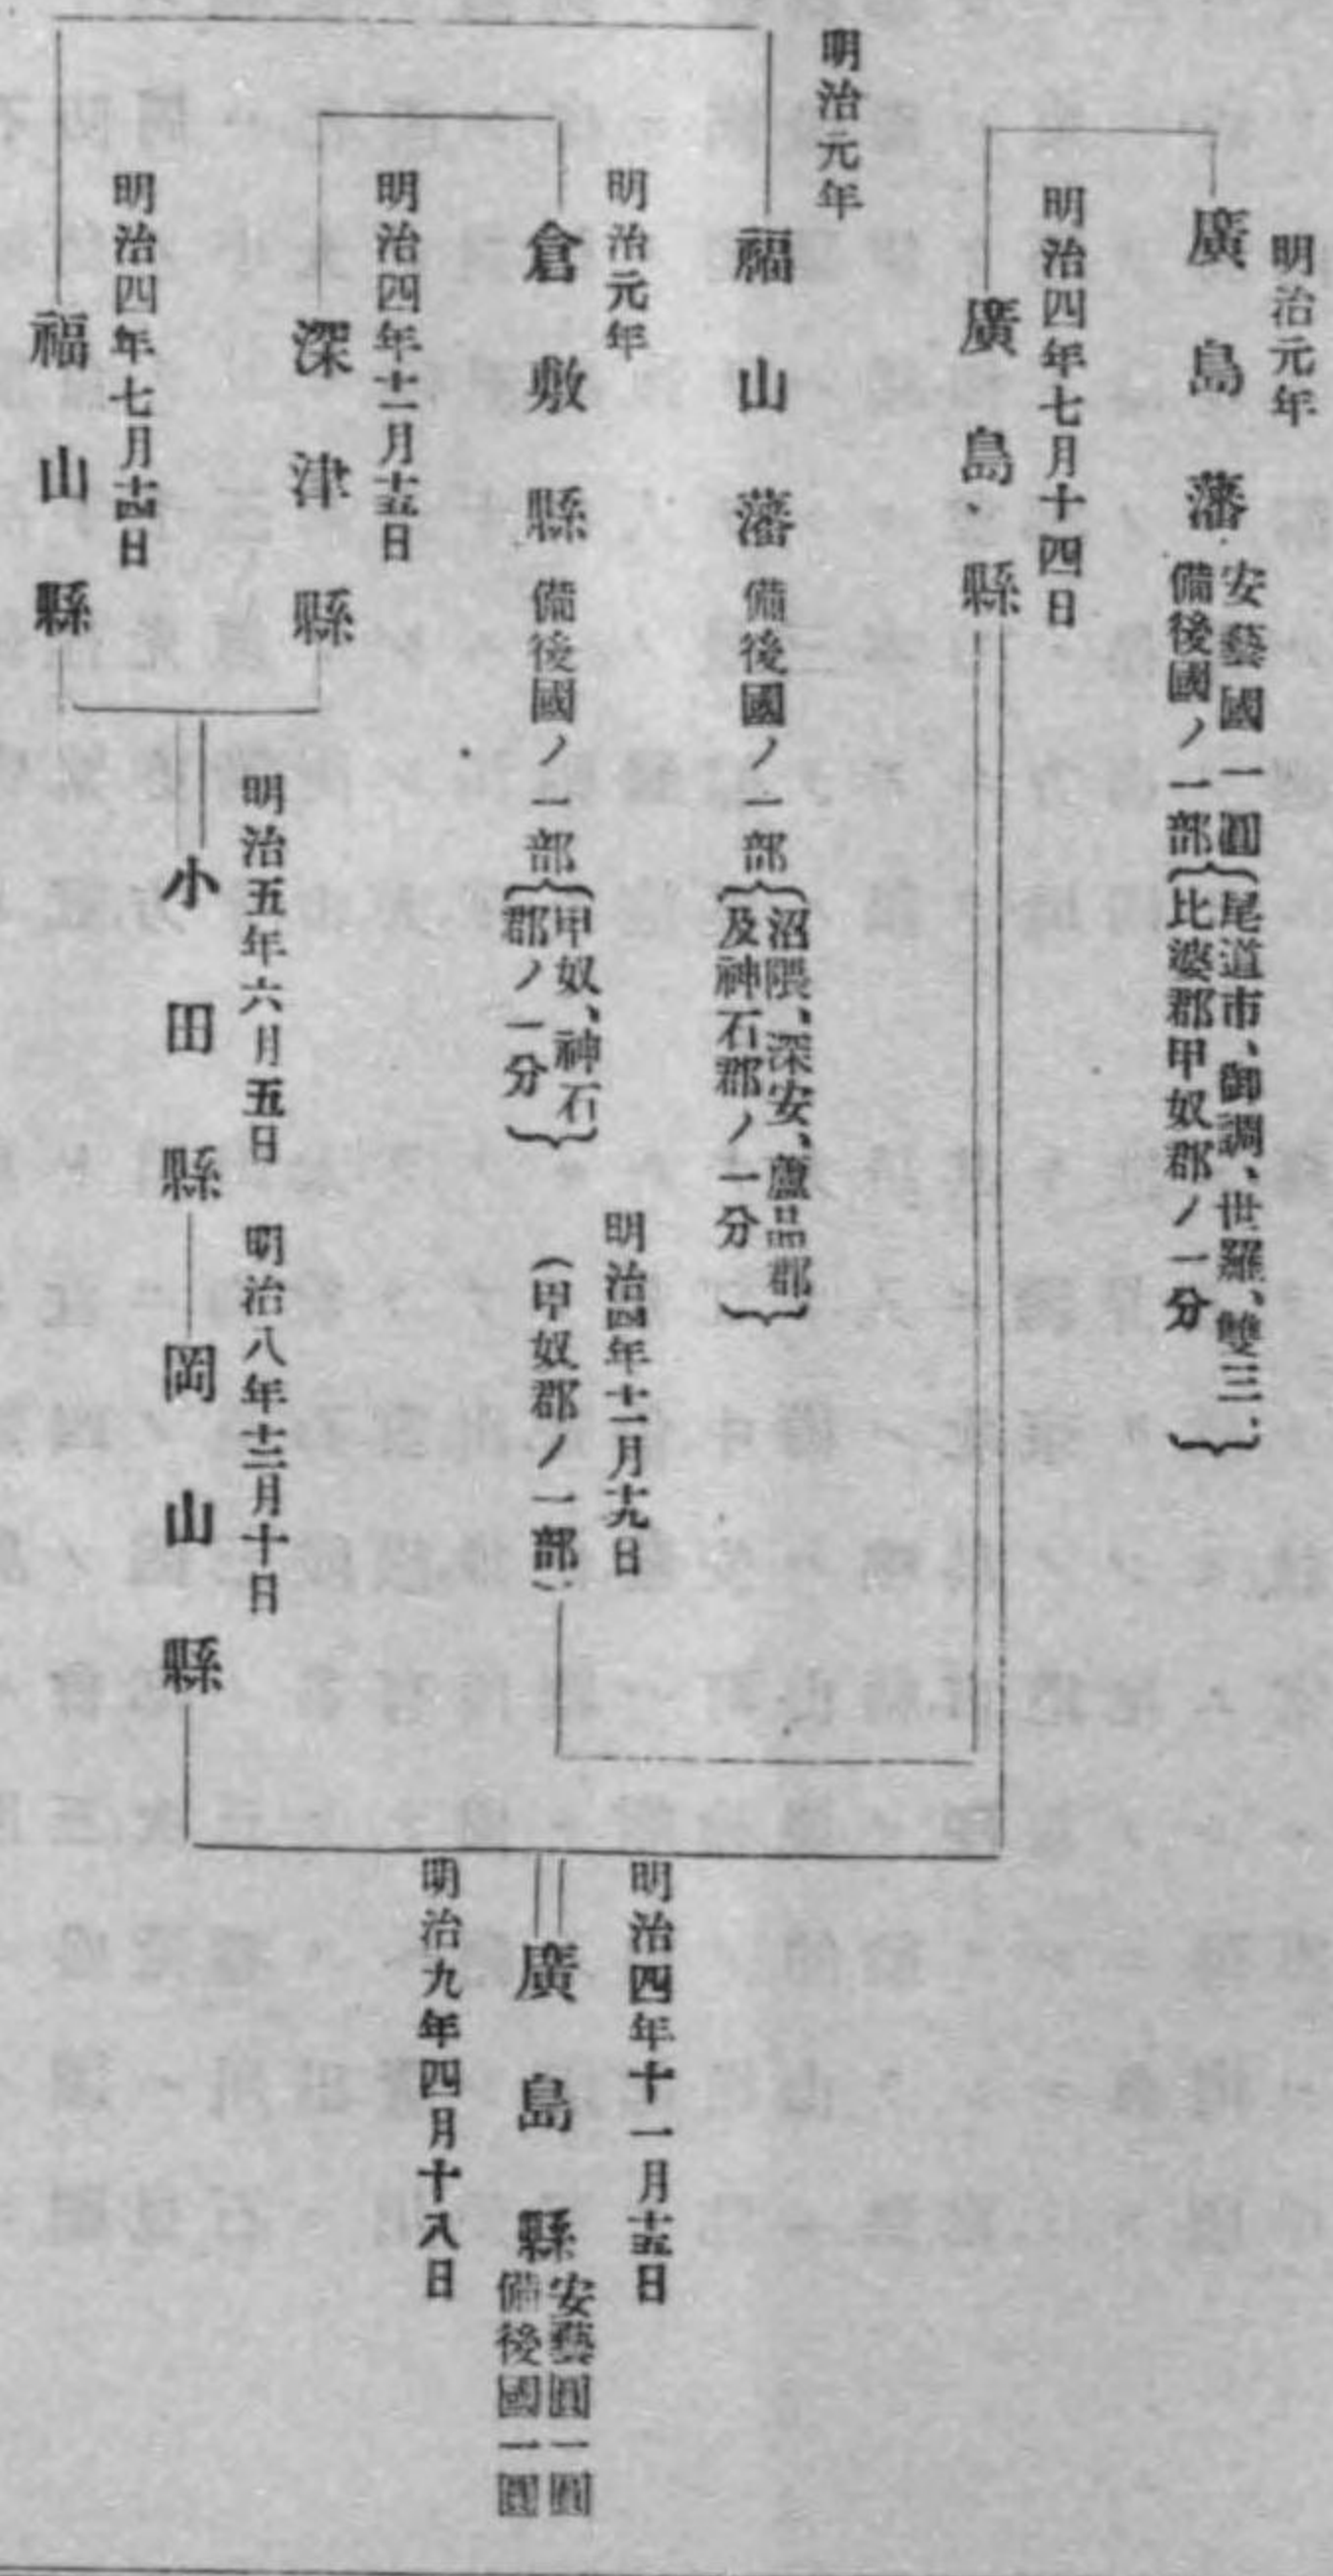 明治元年
廣島藩
安藝國一圓
備後國ノ一部
尾道市、御調、世羅、雙三、
比婆郡甲奴郡ノ一分
明治四年七月十四日
廣島縣
明治元年
福山藩
備後國ノ一部
沼隈、深安、蘆品郡
及神石郡ノ一分
明治元年
倉敷縣
備後國ノ一部
甲奴、神石
郡ノ一分
明治四年十一月十九日
(甲奴郡ノ一部)
明治四年十一月十五日
深津縣
明治四年七月十四日
福山縣
明治五年六月五日
小田縣
明治八年十二月十日
岡山縣
明治四年十一月十五日
廣島縣
安藝圓一圓
備後國一圓
明治九年四月十八日